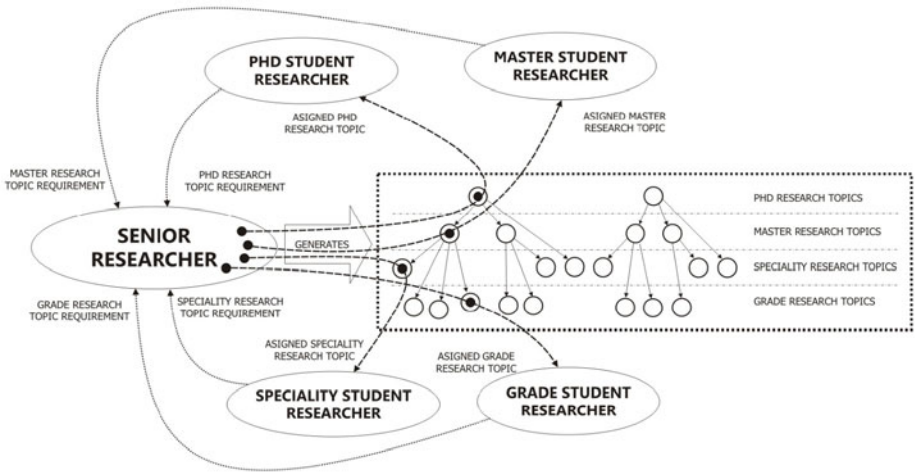 PHD STUDENT
RESEARCHER
MASTER STUDENT
RESEARCHER
ASIGNED PHD
RESEARCH TOPIC
ASIGNED MASTER
RESEARCH TOPIC
MASTER RESEARCH
TOPIC REQUIREMENT
PHD RESEARCH
TOPIC REQUIREMENT
PHD RESEARCH TOPICS
SENIOR
RESEARCHER
GENERATES
MASTER RESEARCH TOPICS
SPECIALITY RESEARCH TOPICS
GRADE RESEARCH TOPICS
GRADE RESEARCH
TOPIC REQUIREMENT
SPECIALITY RESEARCH
TOPIC REQUIREMENT
ASIGNED SPECIALITY
RESEARCH TOPIC
ASIGNED GRADE
RESEARCH TOPIC
SPECIALITY STUDENT
RESEARCHER
GRADE STUDENT
RESEARCHER